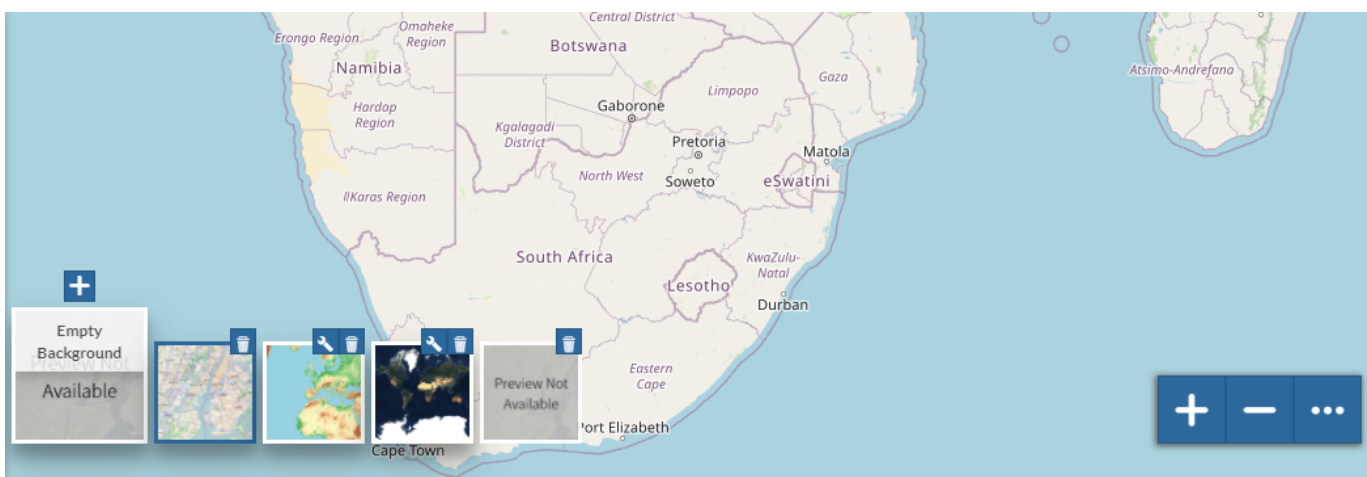 Central District
Omaheke
Region
Erongo Region
Botswana
Namibia
Gaza
Atsimo-Andrefana
Limpopo
Hardap
Region
Gaborone
Kgalagadi
District
Pretoria
Matola
North West
Soweto
eSwatini
IlKaras Region
South Africa
KwaZulu-
Natal
Lesotho
Durban
Empty
Background
Preview Not
Available
Preview Not
Available
Eastern
Cape
Port Elizabeth
Cape Town